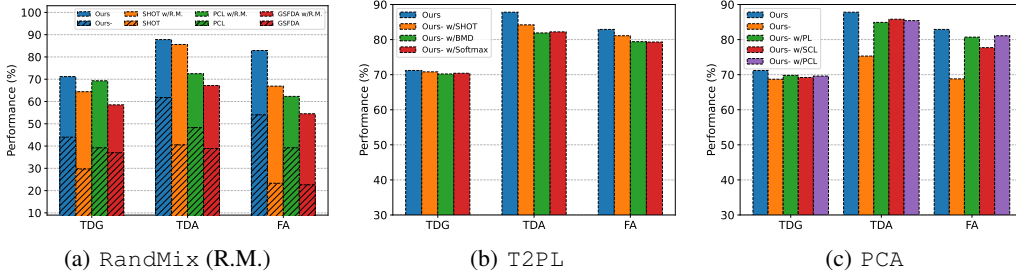 Ours
SHOT w/R.M.
PCL w/R.M.
GSFDA w/R.M.
Ours-
SHOT
PCL
GSFDA
Performance (%)
100
90
80
70
60
50
40
30
20
10
TDG TDA FA
(a) RandMix (R.M.)
Ours
Ours- w/SHOT
Ours- w/BMD
Ours- w/Softmax
Performance (%)
90
80
70
60
50
40
30
TDG TDA FA
(b) T2PL
Ours
Ours-
Ours- w/PL
Ours- w/SCL
Ours- w/PCL
Performance (%)
90
80
70
60
50
40
30
TDG TDA FA
(c) PCA